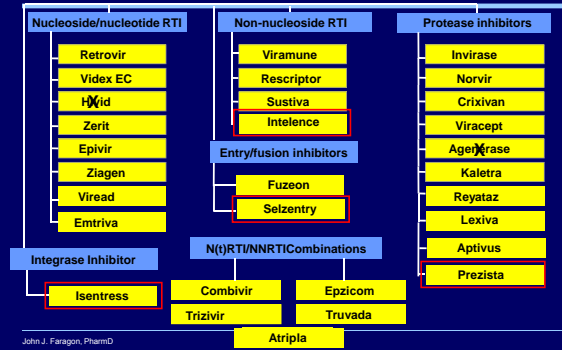 Nucleoside/nucleotide RTI
Retrovir
Videx EC
Hivid
Zerit
Epivir
Ziagen
Viread
Emtriva
Non-nucleoside RTI
Viramune
Rescriptor
Sustiva
Intelence
Entry/fusion inhibitors
Fuzeon
Selzentry
Protease inhibitors
Invirase
Norvir
Crixivan
Viracept
Agenerase
Kaletra
Reyataz
Lexiva
Aptivus
Prezista
Integrase Inhibitor
Isentress
N(t)RTI/NNRTICombinations
Combivir
Epzicom
Trizivir
Truvada
Atripla
John J. Faragon, PharmD